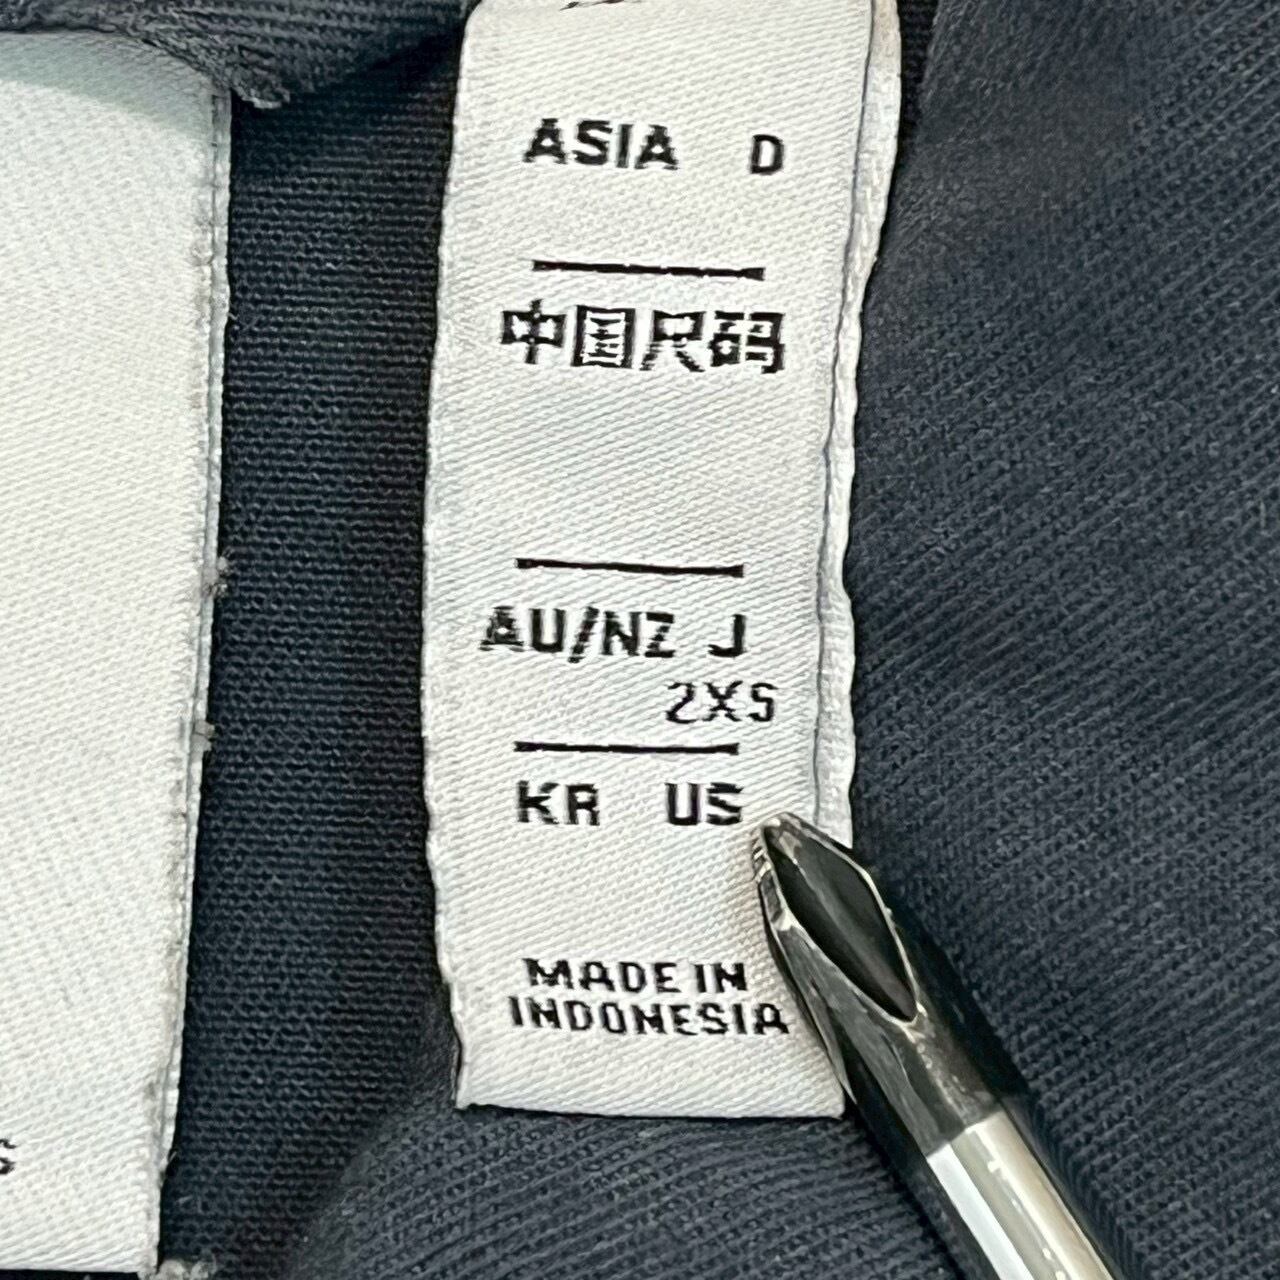 ASIA D
中国尺码
AU/NZ J
2XS
KR US
MADE IN
INDONESIA
S